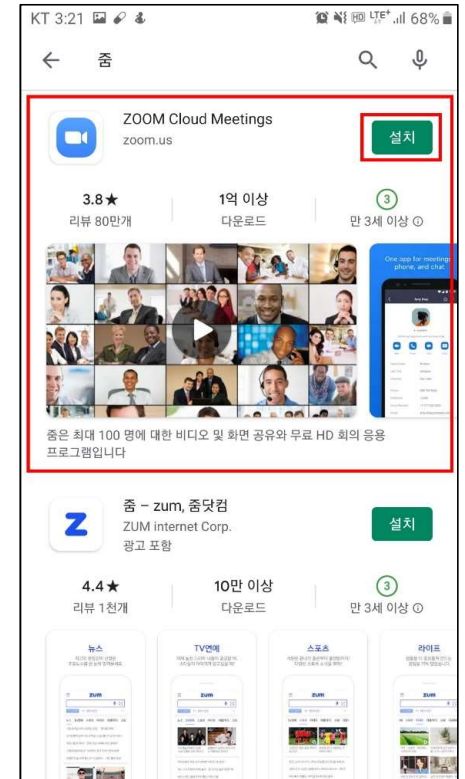 KT 3:21 LTE+ 68%
줌
ZOOM Cloud Meetings
zoom.us
설치
3.8★ 1억 이상 3
리뷰 80만개 다운로드 만 3세 이상
One app for meetings,
phone, and chat
줌은 최대 100 명에 대한 비디오 및 화면 공유와 무료 HD 회의 응용
프로그램입니다
줌 – zum, 줌닷컴
ZUM internet Corp.
광고 포함
설치
4.4★ 10만 이상 3
리뷰 1천개 다운로드 만 3세 이상
뉴스 TV연예 스포츠 라이프
zum zum zum